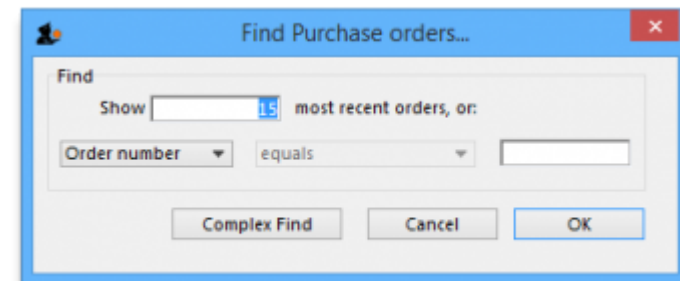 Find Purchase orders...
Find
Show 15 most recent orders, or:
Order number equals
Complex Find Cancel OK